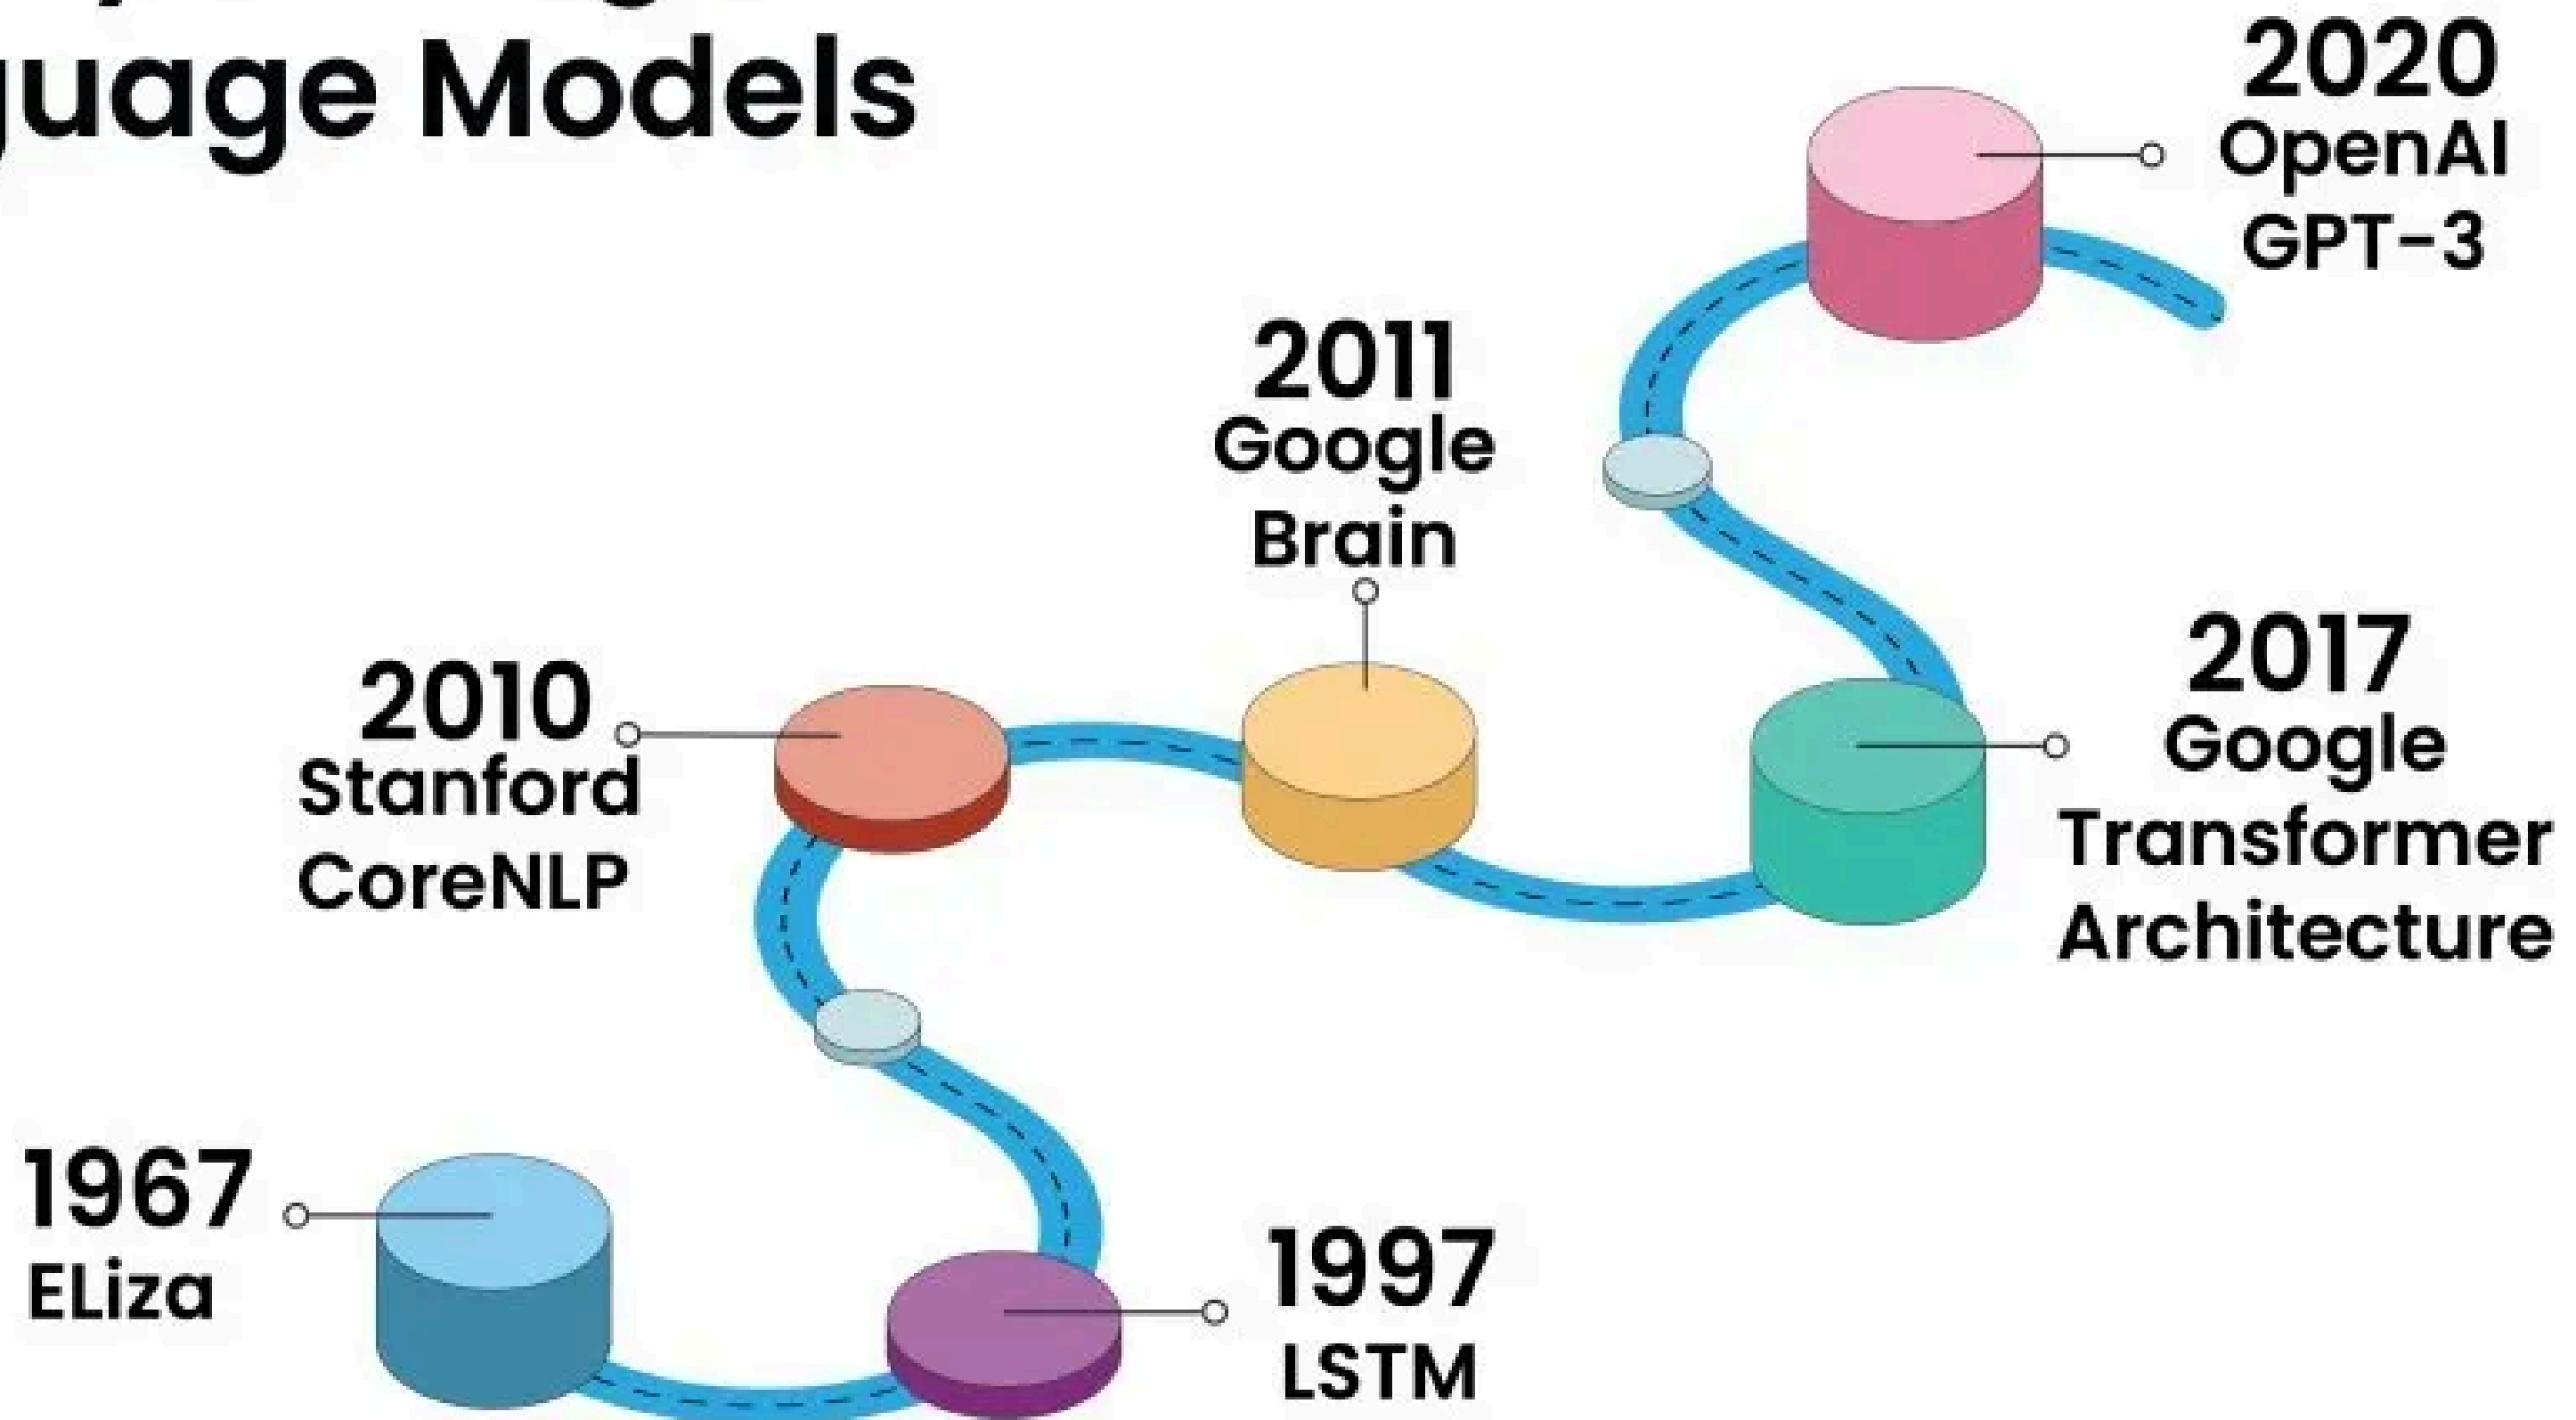 guage Models
2020
OpenAI
GPT-3
2011
Google
Brain
2017
Google
Transformer
Architecture
2010
Stanford
CoreNLP
1967
ELiza
1997
LSTM